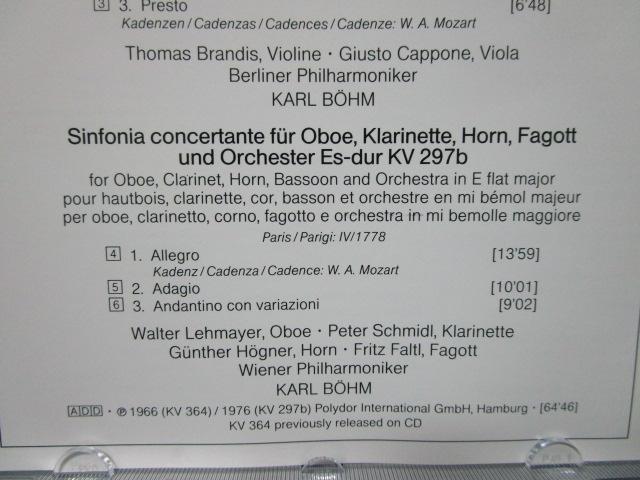 3 3. Presto [6'48]
Kadenzen / Cadenzas / Cadences / Cadenze: W. A. Mozart
Thomas Brandis, Violine · Giusto Cappone, Viola
Berliner Philharmoniker
KARL BÖHM
Sinfonia concertante für Oboe, Klarinette, Horn, Fagott
und Orchester Es-dur KV 297b
for Oboe, Clarinet, Horn, Bassoon and Orchestra in E flat major
pour hautbois, clarinette, cor, basson et orchestre en mi bémol majeur
per oboe, clarinetto, corno, fagotto e orchestra in mi bemolle maggiore
Paris / Parigi: IV/1778
4 1. Allegro [13'59]
Kadenz / Cadenza / Cadence: W. A. Mozart
5 2. Adagio [10'01]
6 3. Andantino con variazioni [9'02]
Walter Lehmayer, Oboe · Peter Schmidl, Klarinette
Günther Högner, Horn · Fritz Faltl, Fagott
Wiener Philharmoniker
KARL BÖHM
ADD · ℗ 1966 (KV 364) / 1976 (KV 297b) Polydor International GmbH, Hamburg · [64'46]
KV 364 previously released on CD